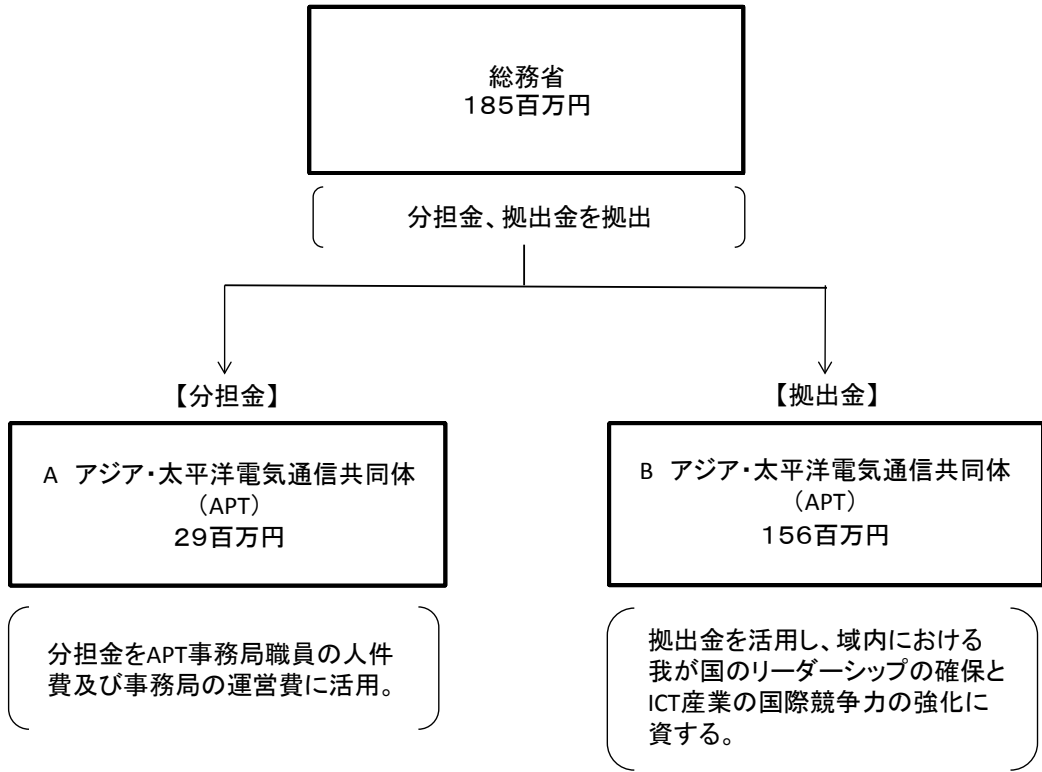 総務省
185百万円
分担金、拠出金を拠出
【分担金】
A アジア・太平洋電気通信共同体
(APT)
29百万円
分担金をAPT事務局職員の人件
費及び事務局の運営費に活用。
【拠出金】
B アジア・太平洋電気通信共同体
(APT)
156百万円
拠出金を活用し、域内における
我が国のリーダーシップの確保と
ICT産業の国際競争力の強化に
資する。